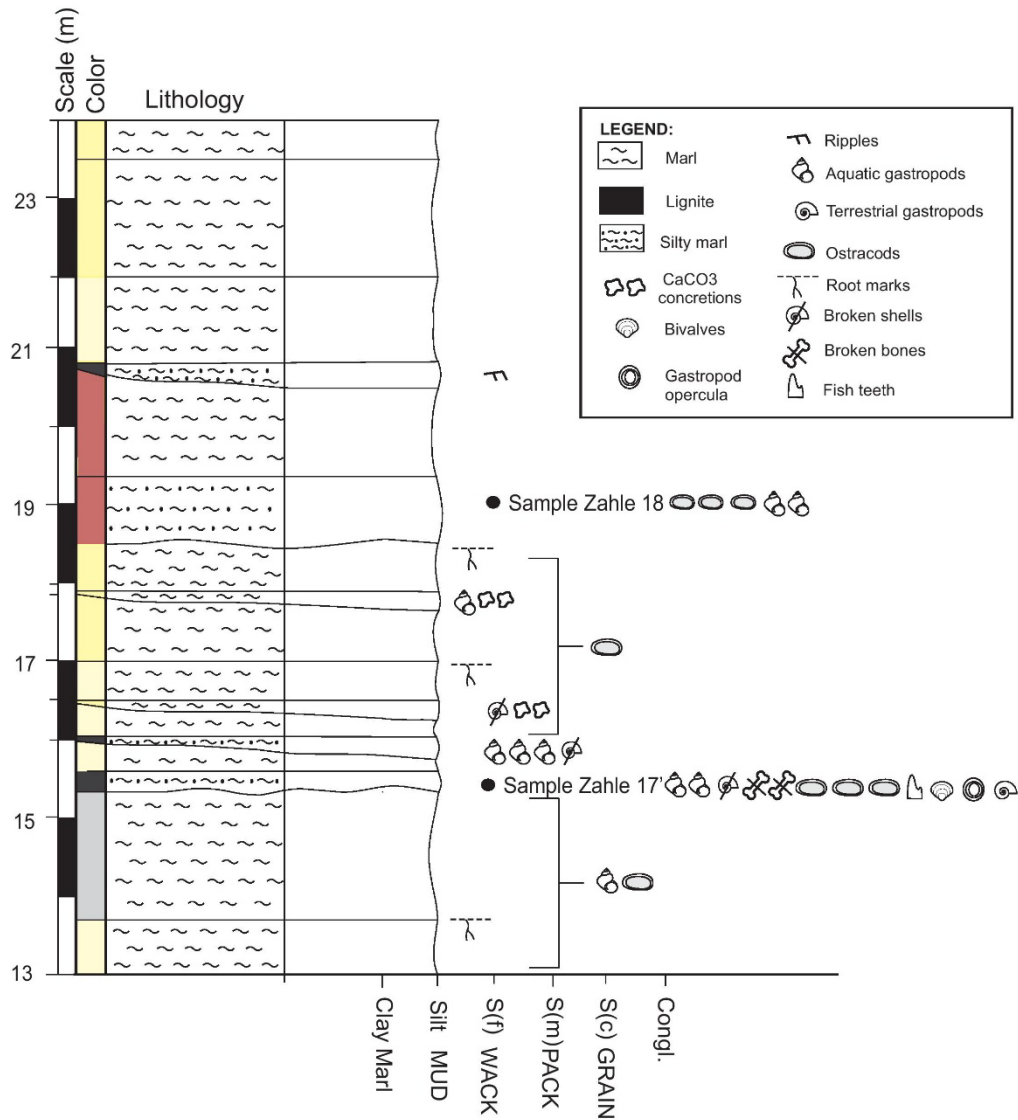 Scale (m)
Color
Lithology
23
21
19
17
15
13
Sample Zahle 18
Sample Zahle 17'
Clay Marl
Silt MUD
S(f) WACK
S(m)PACK
S(c) GRAIN
Congl.
LEGEND:
Marl
Lignite
Silty marl
CaCO3
concretions
Bivalves
Gastropod
opercula
Ripples
Aquatic gastropods
Terrestrial gastropods
Ostracods
Root marks
Broken shells
Broken bones
Fish teeth